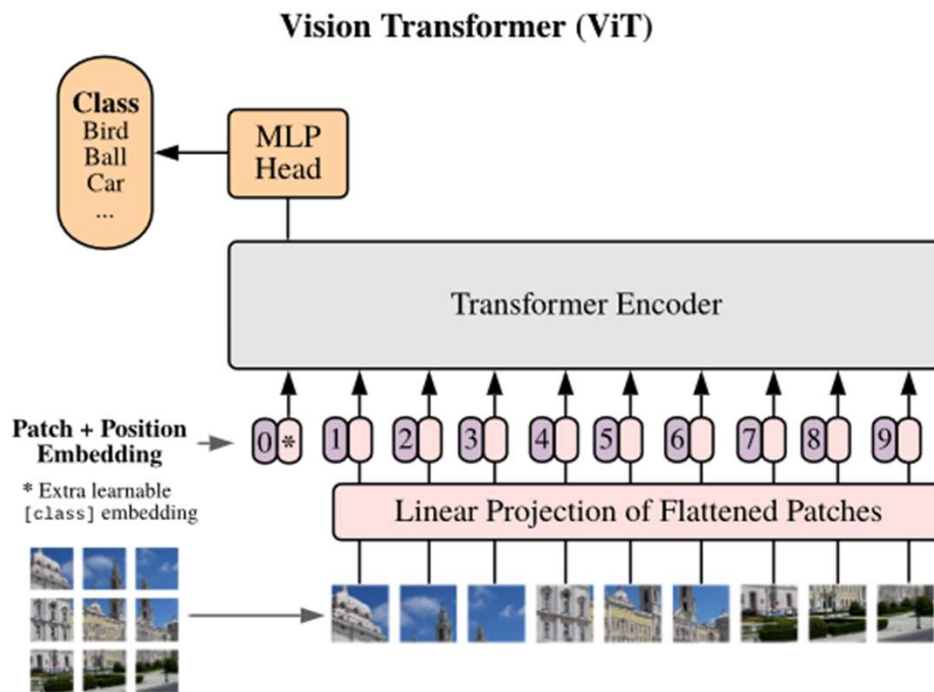 Vision Transformer (ViT)
Class
Bird
Ball
Car
...
MLP
Head
Transformer Encoder
Patch + Position
Embedding
0 * 1 2 3 4 5 6 7 8 9
* Extra learnable
[class] embedding
Linear Projection of Flattened Patches